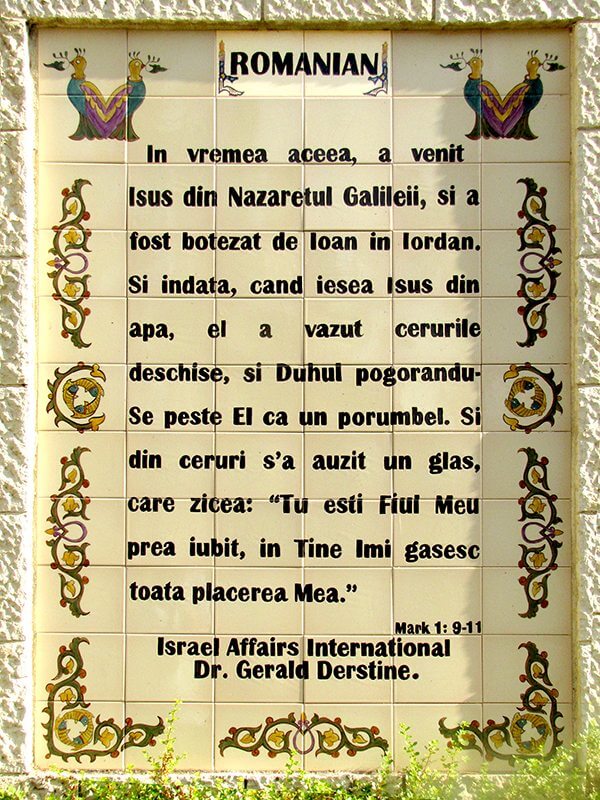 ROMANIAN
In vremea aceea, a venit
Isus din Nazaretul Galileii, si a
fost botezat de Ioan in Iordan.
Si indata, cand iesea Isus din
apa, el a vazut cerurile
deschise, si Duhul pogorandu-
Se peste El ca un porumbel. Si
din ceruri s'a auzit un glas,
care zicea: “Tu esti Fiul Meu
prea iubit, in Tine Imi gasesc
toata placerea Mea.”
Mark 1: 9-11
Israel Affairs International
Dr. Gerald Derstine.